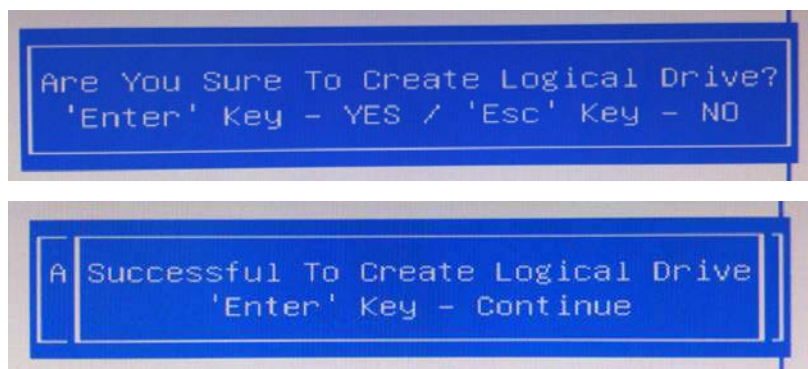 Are You Sure To Create Logical Drive?
'Enter' Key - YES / 'Esc' Key - NO
A Successful To Create Logical Drive
'Enter' Key - Continue